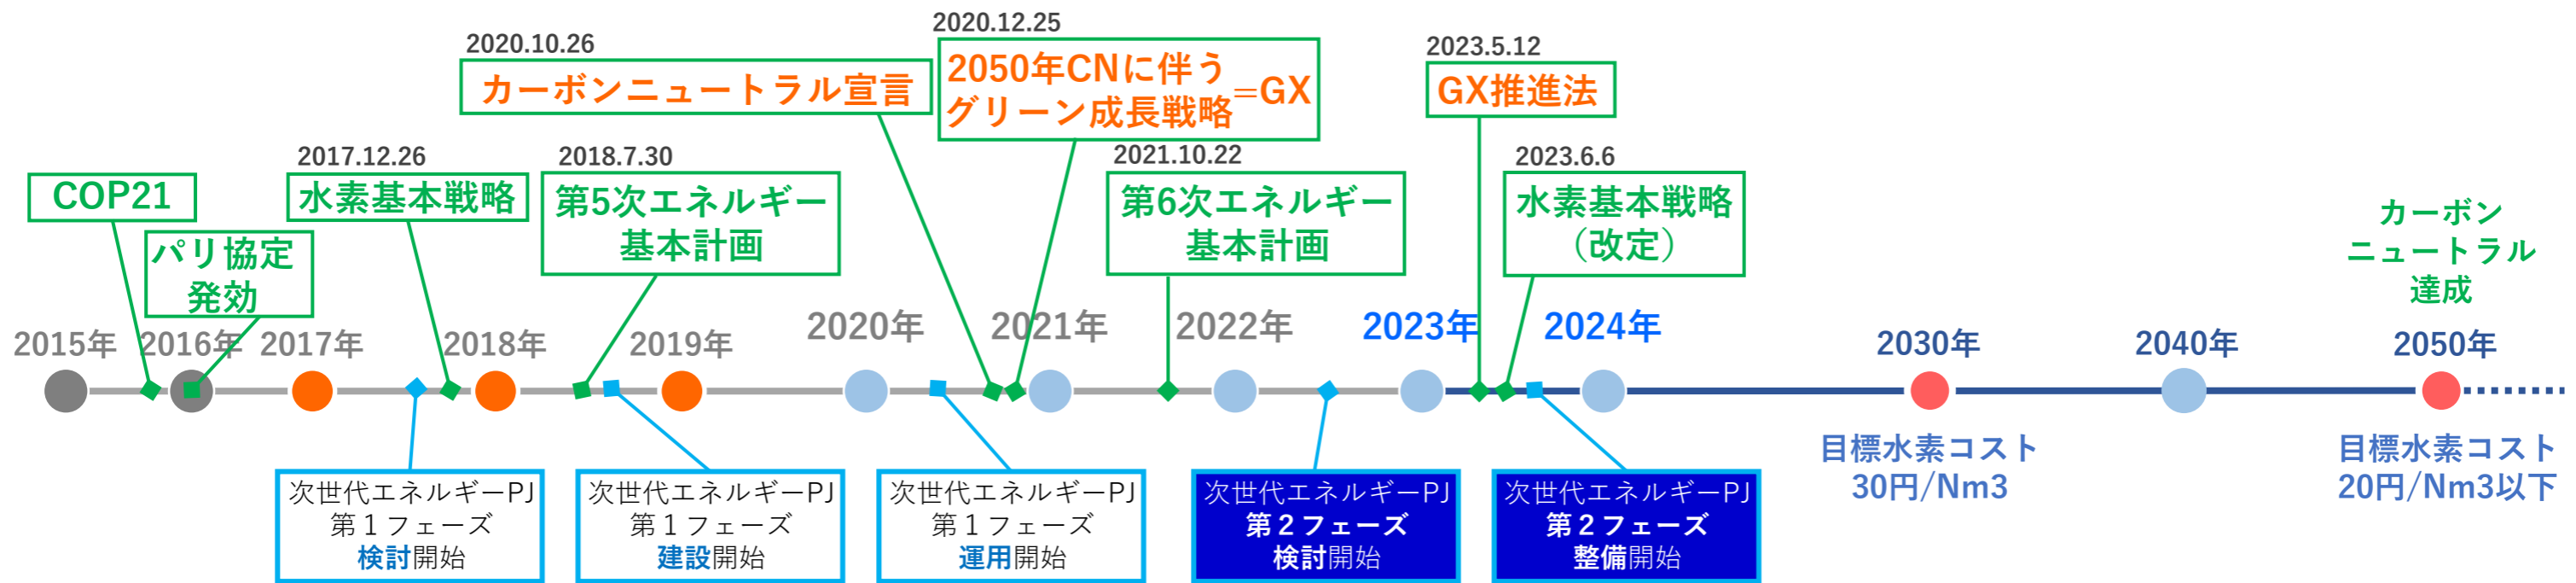 2020.10.26
カーボンニュートラル宣言
2020.12.25
2050年CNに伴う
グリーン成長戦略
=GX
2023.5.12
GX推進法
COP21
パリ協定
発効
2017.12.26
水素基本戦略
2018.7.30
第5次エネルギー
基本計画
2021.10.22
第6次エネルギー
基本計画
2023.6.6
水素基本戦略
（改定）
カーボン
ニュートラル
達成
2015年
2016年
2017年
2018年
2019年
2020年
2021年
2022年
2023年
2024年
2030年
2040年
2050年
次世代エネルギーPJ
第１フェーズ
検討開始
次世代エネルギーPJ
第１フェーズ
建設開始
次世代エネルギーPJ
第１フェーズ
運用開始
次世代エネルギーPJ
第２フェーズ
検討開始
次世代エネルギーPJ
第２フェーズ
整備開始
目標水素コスト
30円/Nm3
目標水素コスト
20円/Nm3以下